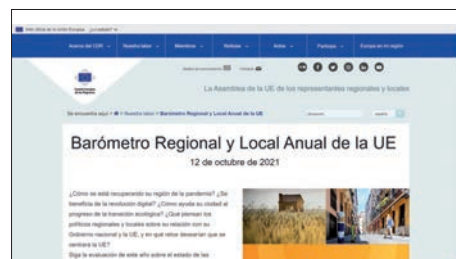 Web oficial de la Unión Europea
Acerca del CDR Nuestra labor Miembros Noticias Actos Participe Europa en mi región
La Asamblea de la UE de los representantes regionales y locales
Se encuentra aquí > Nuestra labor > Barómetro Regional y Local Anual de la UE
español
Barómetro Regional y Local Anual de la UE
12 de octubre de 2021
¿Cómo se está recuperando su región de la pandemia? ¿Se
beneficia de la revolución digital? ¿Cómo ayuda su ciudad al
progreso de la transición ecológica? ¿Qué piensan los
políticos regionales y locales sobre su relación con su
Gobierno nacional y la UE, y en qué retos desearían que se
centrara la UE?
Siga la evaluación de este año sobre el estado de las